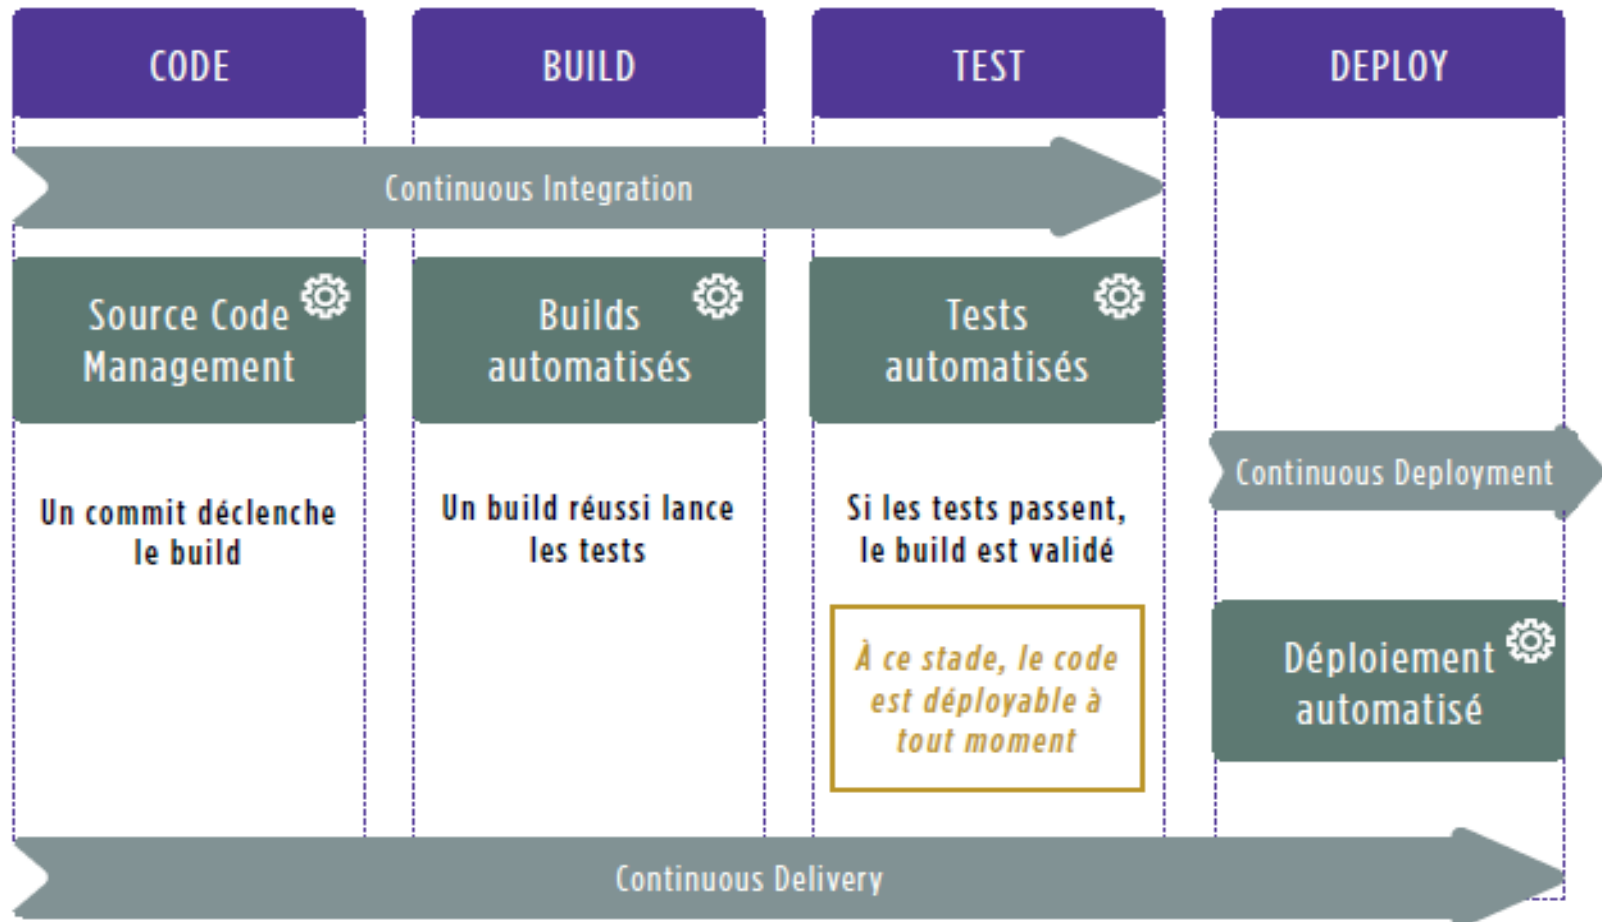 CODE
BUILD
TEST
DEPLOY
Continuous Integration
Source Code
Management
Builds
automatisés
Tests
automatisés
Continuous Deployment
Un commit déclenche
le build
Un build réussi lance
les tests
Si les tests passent,
le build est validé
À ce stade, le code
est déployable à
tout moment
Déploiement
automatisé
Continuous Delivery